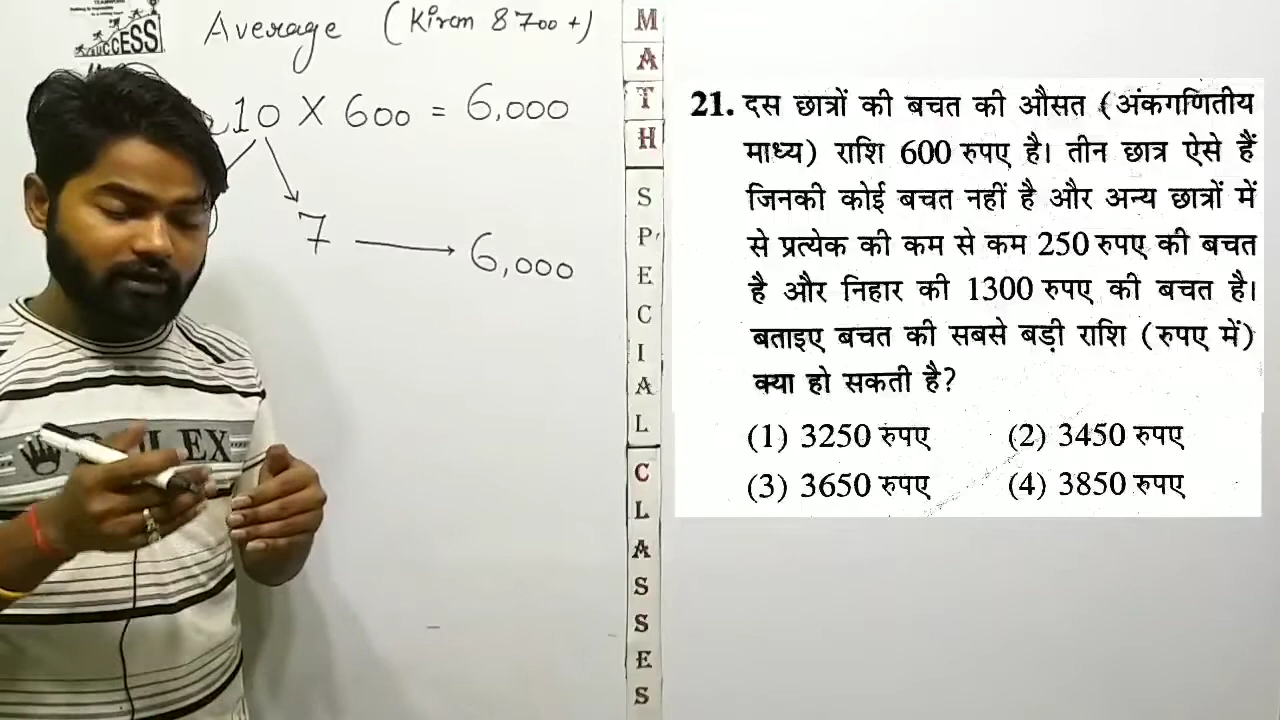 SUCCESS
Average (Kiran 8700+)
10 X 600 = 6,000
7 → 6,000
MATH SPECIAL CLASSES
ROLEX
21. दस छात्रों की बचत की औसत (अंकगणितीय
माध्य) राशि 600 रुपए है। तीन छात्र ऐसे हैं
जिनकी कोई बचत नहीं है और अन्य छात्रों में
से प्रत्येक की कम से कम 250 रुपए की बचत
है और निहार की 1300 रुपए की बचत है।
बताइए बचत की सबसे बड़ी राशि (रुपए में)
क्या हो सकती है?
(1) 3250 रुपए (2) 3450 रुपए
(3) 3650 रुपए (4) 3850 रुपए